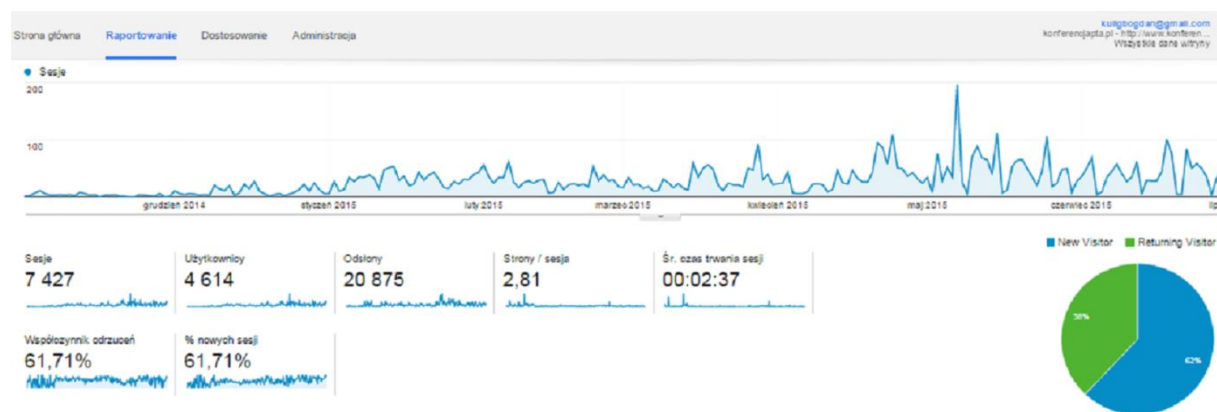 Strona główna Raportowanie Dostosowanie Administracja
kuligbogdan@gmail.com
konferencjapta.pl - http://www.konferen...
Wszystkie dane witryny
Sesje
200
100
grudzień 2014 styczeń 2015 luty 2015 marzec 2015 kwiecień 2015 maj 2015 czerwiec 2015 lip
New Visitor Returning Visitor
Sesje Użytkownicy Odsłony Strony / sesja Śr. czas trwania sesji
7 427 4 614 20 875 2,81 00:02:37
38%
62%
Współczynnik odrzuceń % nowych sesji
61,71% 61,71%